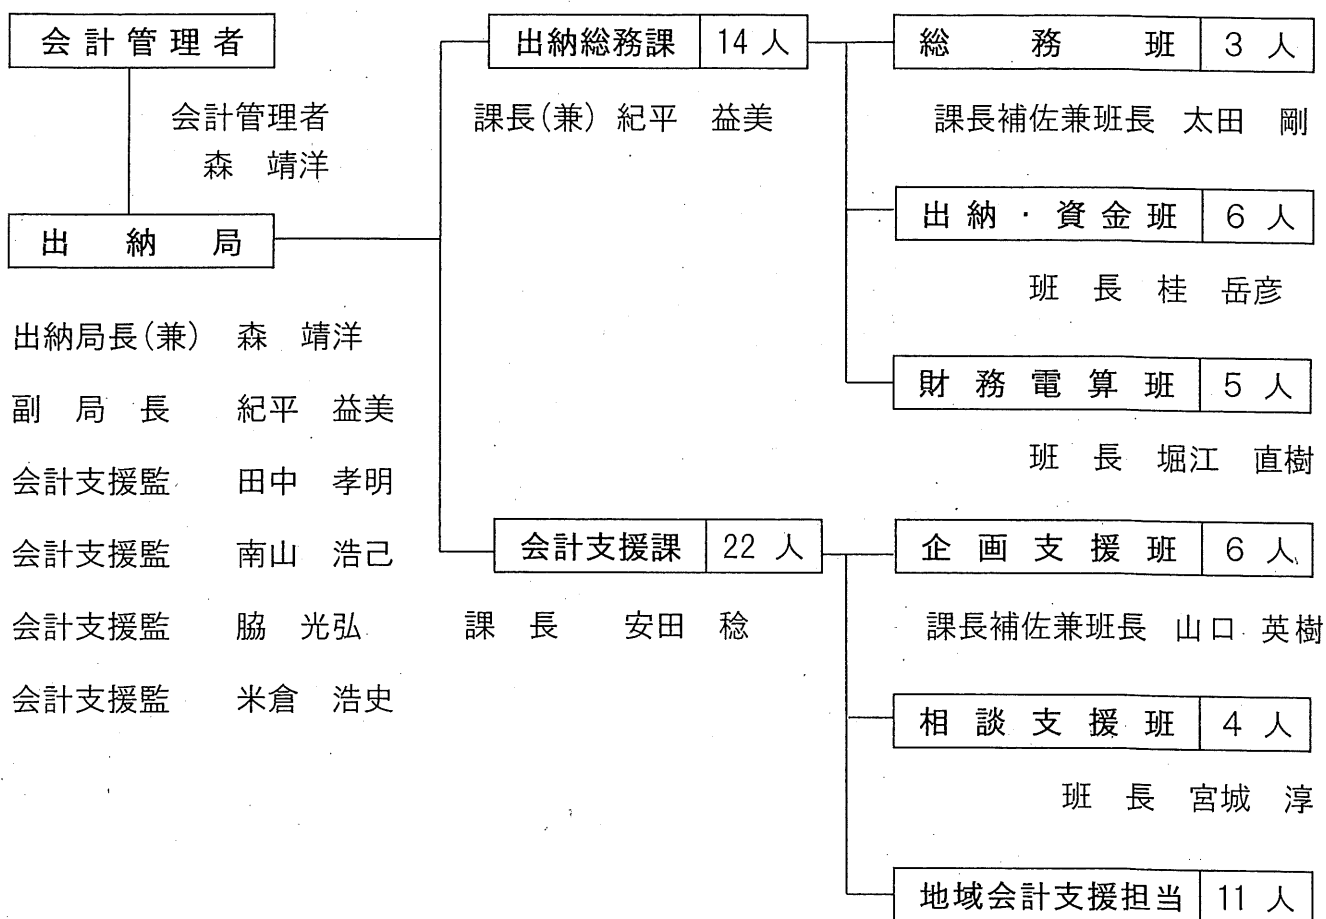 会計管理者
会計管理者
森 靖洋
出納局
出納局長(兼) 森 靖洋
副局長 紀平 益美
会計支援監 田中 孝明
会計支援監 南山 浩己
会計支援監 脇 光弘
会計支援監 米倉 浩史
出納総務課 14人
課長(兼) 紀平 益美
会計支援課 22人
課長 安田 稔
総務班 3人
課長補佐兼班長 太田 剛
出納・資金班 6人
班長 桂 岳彦
財務電算班 5人
班長 堀江 直樹
企画支援班 6人
課長補佐兼班長 山口 英樹
相談支援班 4人
班長 宮城 淳
地域会計支援担当 11人